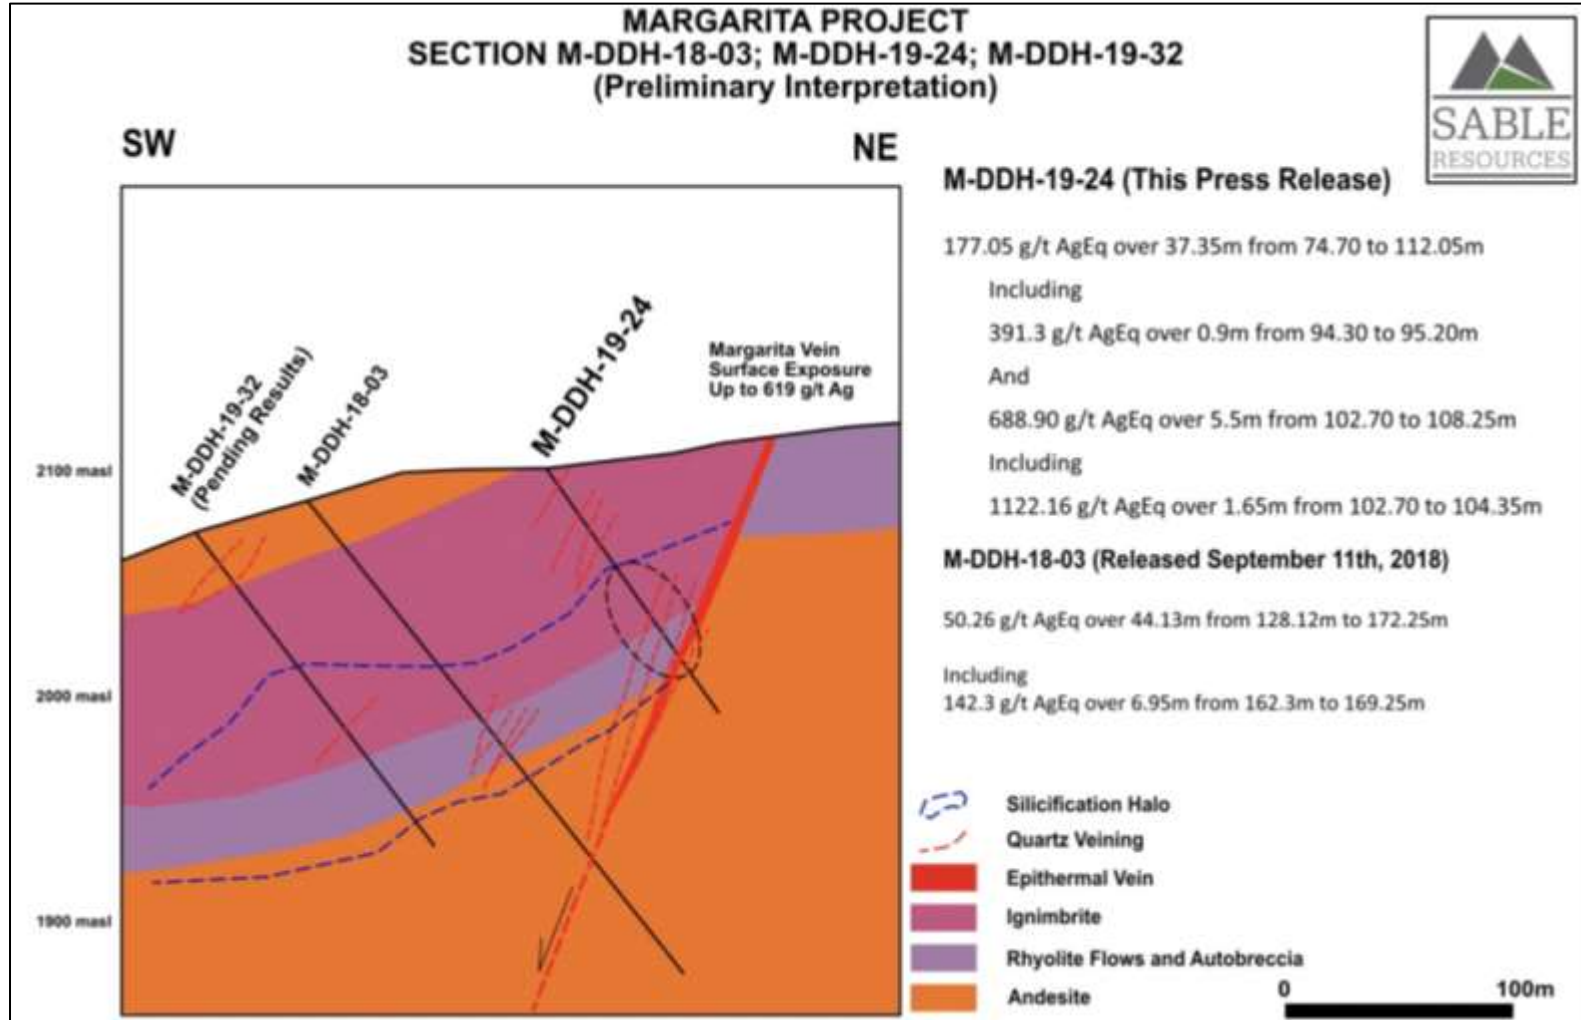 MARGARITA PROJECT
SECTION M-DDH-18-03; M-DDH-19-24; M-DDH-19-32
(Preliminary Interpretation)
SABLE
RESOURCES
SW
NE
M-DDH-19-24 (This Press Release)
177.05 g/t AgEq over 37.35m from 74.70 to 112.05m
Including
391.3 g/t AgEq over 0.9m from 94.30 to 95.20m
And
688.90 g/t AgEq over 5.5m from 102.70 to 108.25m
Including
1122.16 g/t AgEq over 1.65m from 102.70 to 104.35m
M-DDH-18-03 (Released September 11th, 2018)
50.26 g/t AgEq over 44.13m from 128.12m to 172.25m
Including
142.3 g/t AgEq over 6.95m from 162.3m to 169.25m
M-DDH-19-32
(Pending Results)
M-DDH-18-03
M-DDH-19-24
Margarita Vein
Surface Exposure
Up to 619 g/t Ag
2100 masl
2000 masl
1900 masl
Silicification Halo
Quartz Veining
Epithermal Vein
Ignimbrite
Rhyolite Flows and Autobreccia
Andesite
0 100m